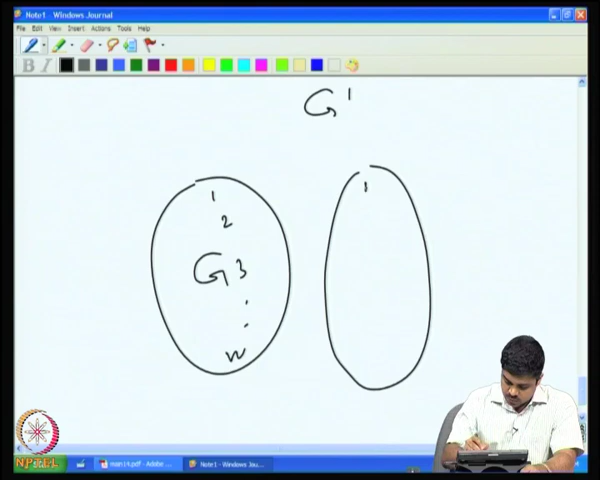 Note1 - Windows Journal
File Edit View Insert Actions Tools Help
B I
G'
1 1
2
G 3
n
NPTEL
main14.pdf - Adobe ...
Note1 - Windows Jou...